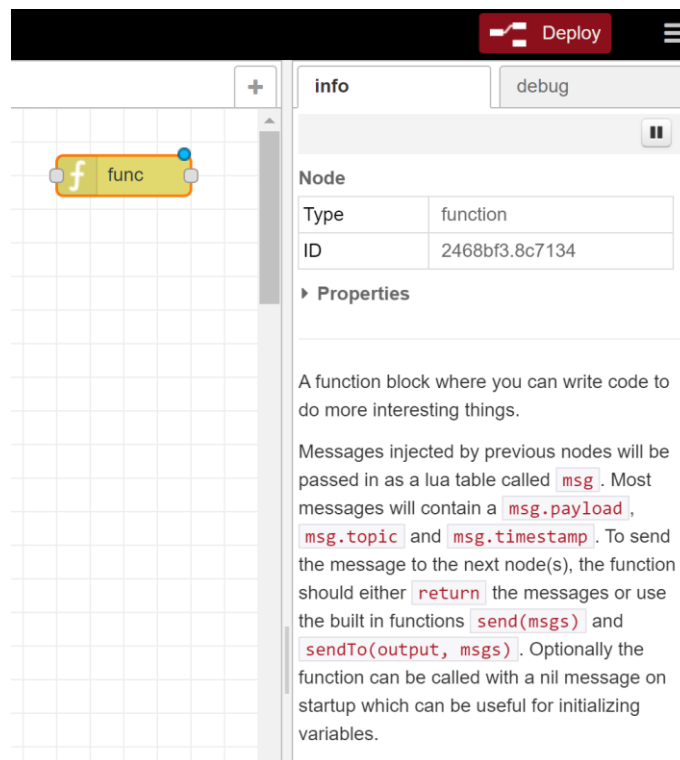 Deploy
+
info
debug
f func
Node
Type function
ID 2468bf3.8c7134
Properties
A function block where you can write code to
do more interesting things.
Messages injected by previous nodes will be
passed in as a lua table called msg . Most
messages will contain a msg.payload ,
msg.topic and msg.timestamp . To send
the message to the next node(s), the function
should either return the messages or use
the built in functions send(msgs) and
sendTo(output, msgs) . Optionally the
function can be called with a nil message on
startup which can be useful for initializing
variables.